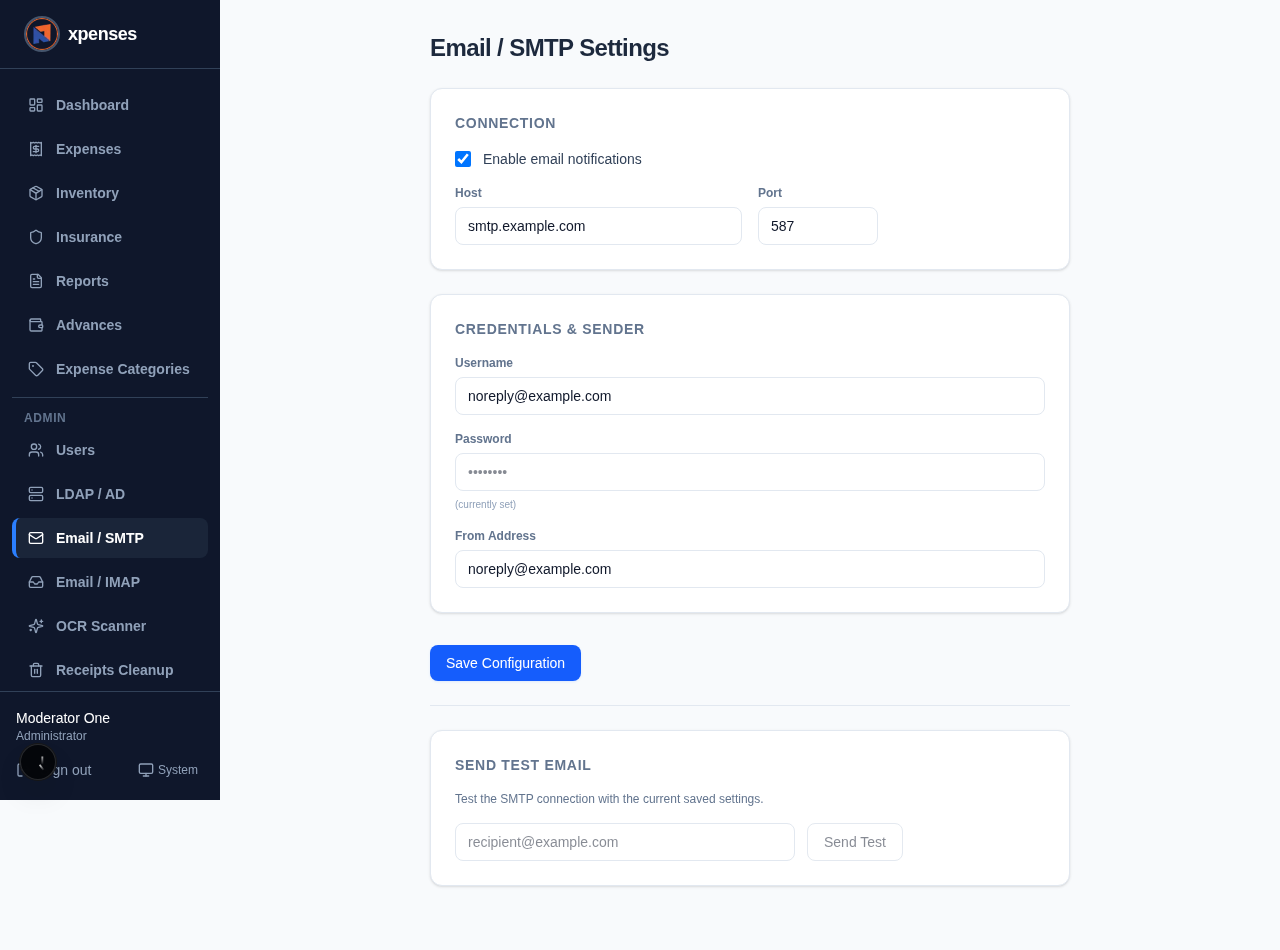 xpenses
Dashboard
Expenses
Inventory
Insurance
Reports
Advances
Expense Categories
ADMIN
Users
LDAP / AD
Email / SMTP
Email / IMAP
OCR Scanner
Receipts Cleanup
Moderator One
Administrator
gn out
System
Email / SMTP Settings
CONNECTION
Enable email notifications
Host Port
smtp.example.com 587
CREDENTIALS & SENDER
Username
noreply@example.com
Password
••••••••
(currently set)
From Address
noreply@example.com
Save Configuration
SEND TEST EMAIL
Test the SMTP connection with the current saved settings.
recipient@example.com Send Test